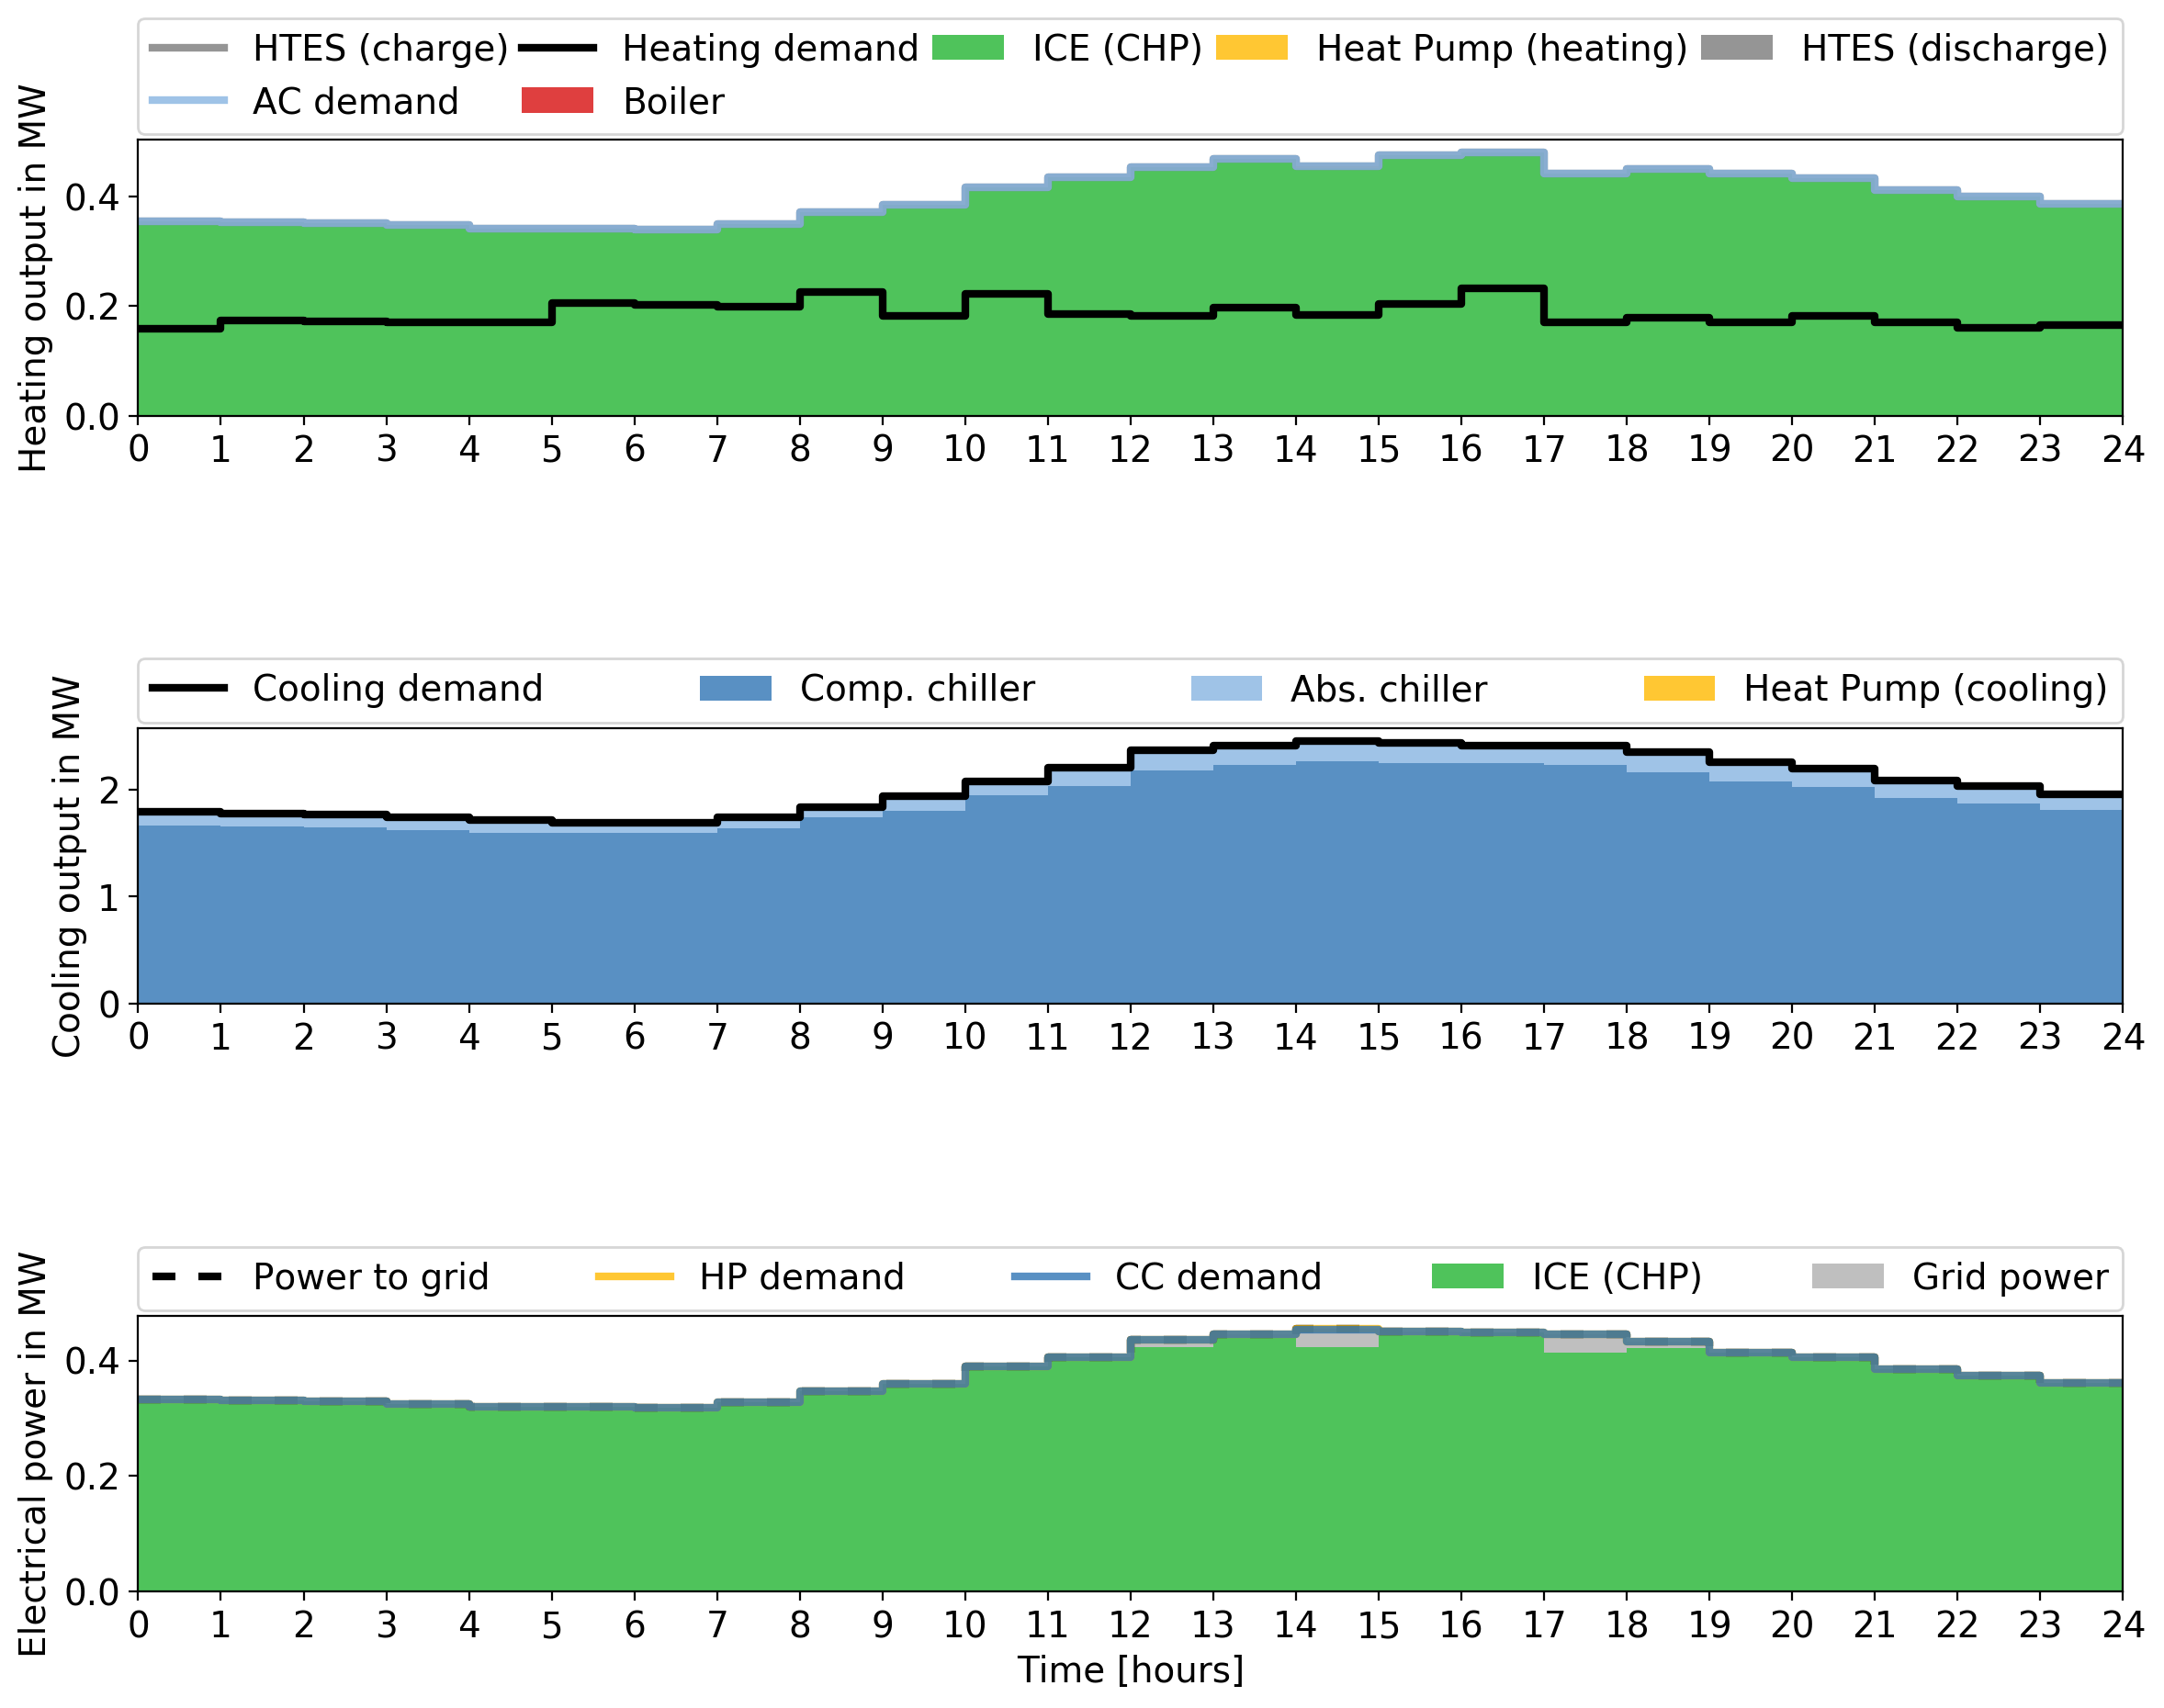 HTES (charge) Heating demand ICE (CHP) Heat Pump (heating) HTES (discharge)
AC demand Boiler
Heating output in MW
0.4
0.2
0.0
0 1 2 3 4 5 6 7 8 9 10 11 12 13 14 15 16 17 18 19 20 21 22 23 24
Cooling demand Comp. chiller Abs. chiller Heat Pump (cooling)
Cooling output in MW
2
1
0
0 1 2 3 4 5 6 7 8 9 10 11 12 13 14 15 16 17 18 19 20 21 22 23 24
Power to grid HP demand CC demand ICE (CHP) Grid power
Electrical power in MW
0.4
0.2
0.0
0 1 2 3 4 5 6 7 8 9 10 11 12 13 14 15 16 17 18 19 20 21 22 23 24
Time [hours]